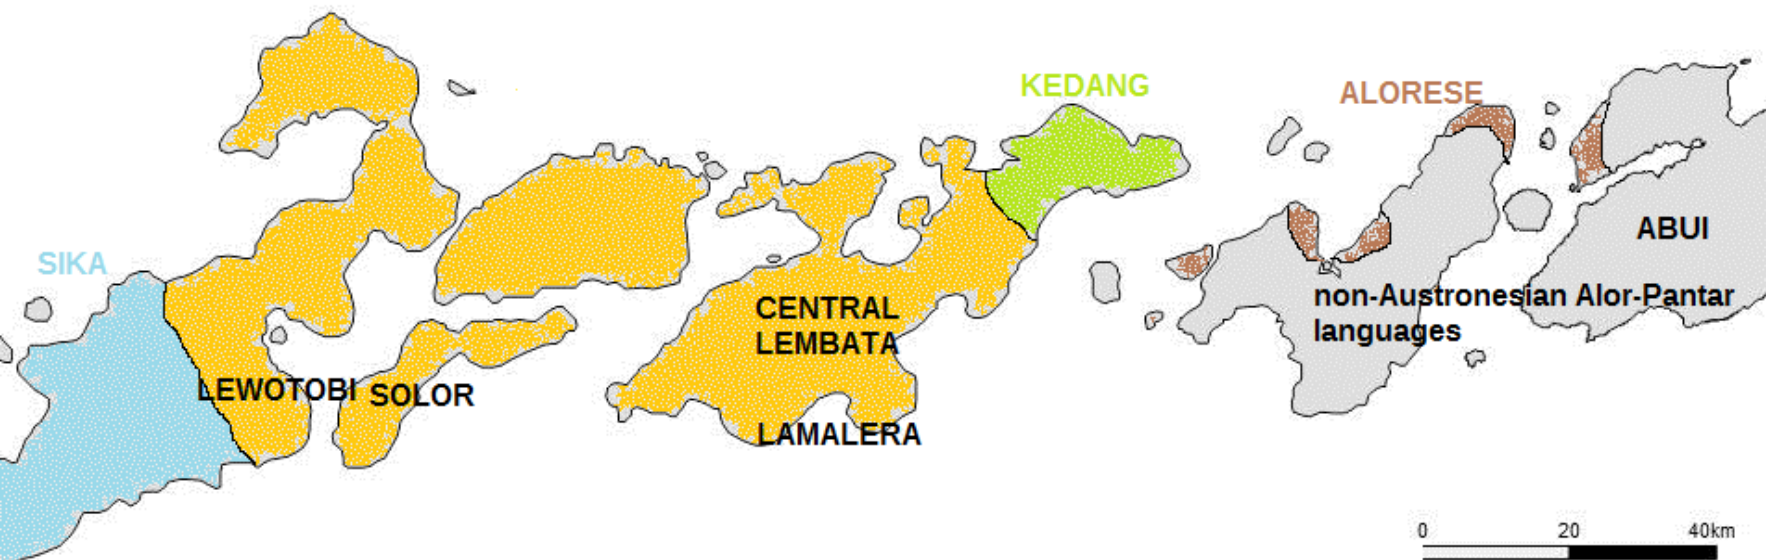 KEDANG
ALORESE
ABUI
SIKA
non-Austronesian Alor-Pantar
languages
CENTRAL
LEMBATA
LEWOTOBI
SOLOR
LAMALERA
0 20 40km